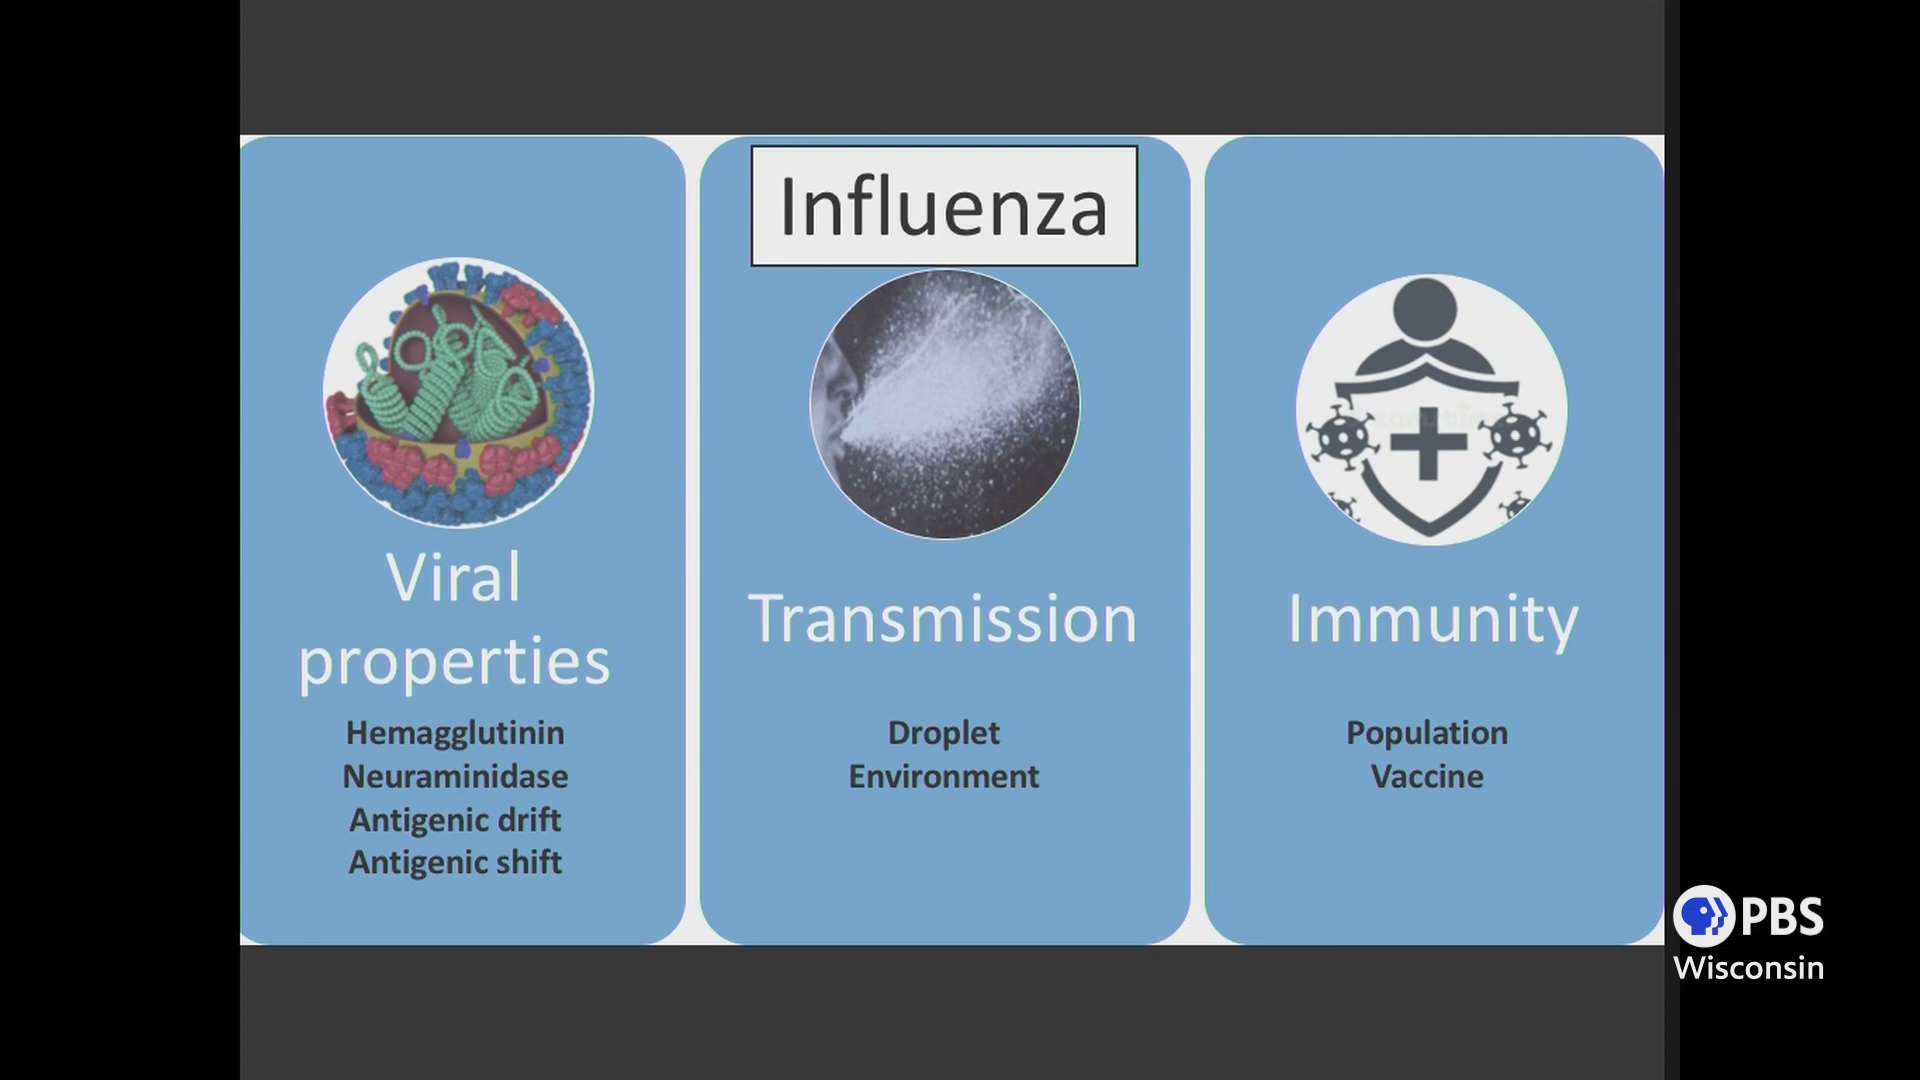 Influenza
Viral
properties
Hemagglutinin
Neuraminidase
Antigenic drift
Antigenic shift
Transmission
Droplet
Environment
Immunity
Population
Vaccine
PBS
Wisconsin